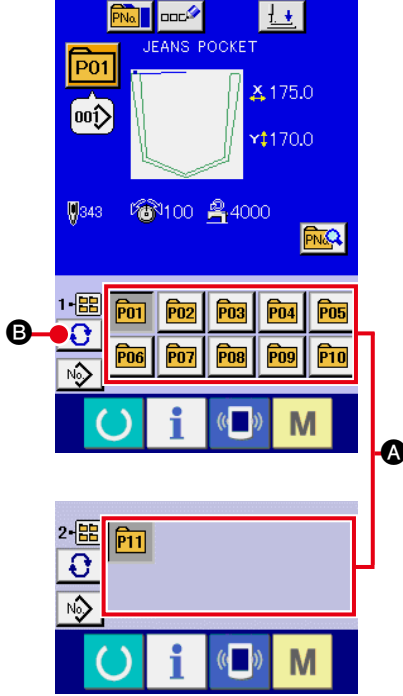 PNo.
JEANS POCKET
P01
001
X 175.0
Y 170.0
343 100 4000
PNo.
1
P01 P02 P03 P04 P05
B
P06 P07 P08 P09 P10
No.
i M
A
2
P11
No.
i M